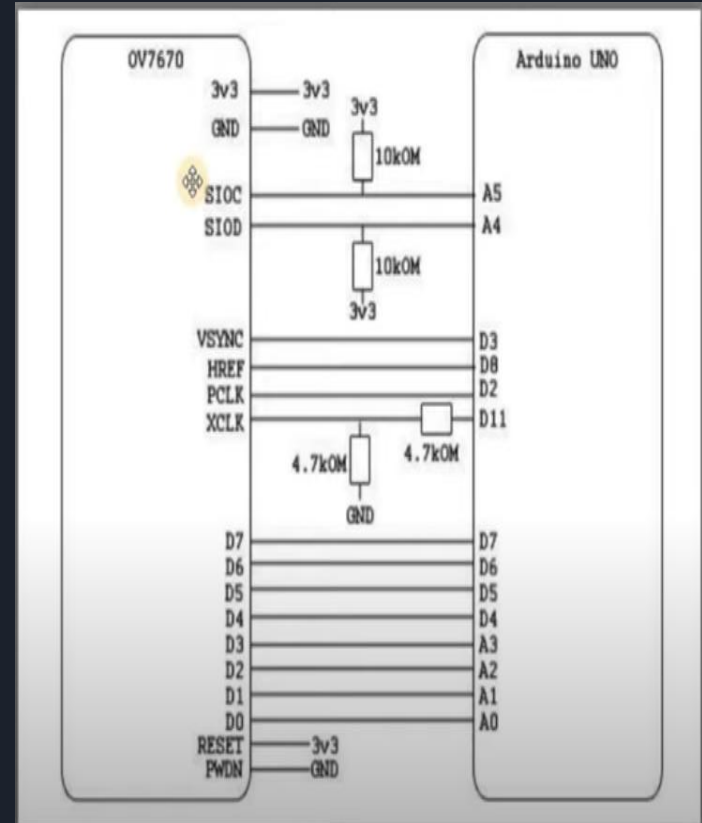 OV7670 Arduino UNO
3v3 3v3
3v3
GND GND
10kOM
SIOC A5
SIOD A4
10kOM
3v3
VSYNC D3
HREF D8
PCLK D2
XCLK D11
4.7kOM 4.7kOM
GND
D7 D7
D6 D6
D5 D5
D4 D4
D3 A3
D2 A2
D1 A1
D0 A0
RESET 3v3
PWDN GND